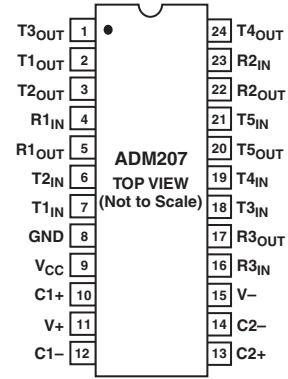 T3OUT 1 24 T4OUT
T1OUT 2 23 R2IN
T2OUT 3 22 R2OUT
R1IN 4 21 T5IN
R1OUT 5 20 T5OUT
ADM207
T2IN 6 19 T4IN
TOP VIEW
T1IN 7 18 T3IN
(Not to Scale)
GND 8 17 R3OUT
VCC 9 16 R3IN
C1+ 10 15 V–
V+ 11 14 C2–
C1– 12 13 C2+